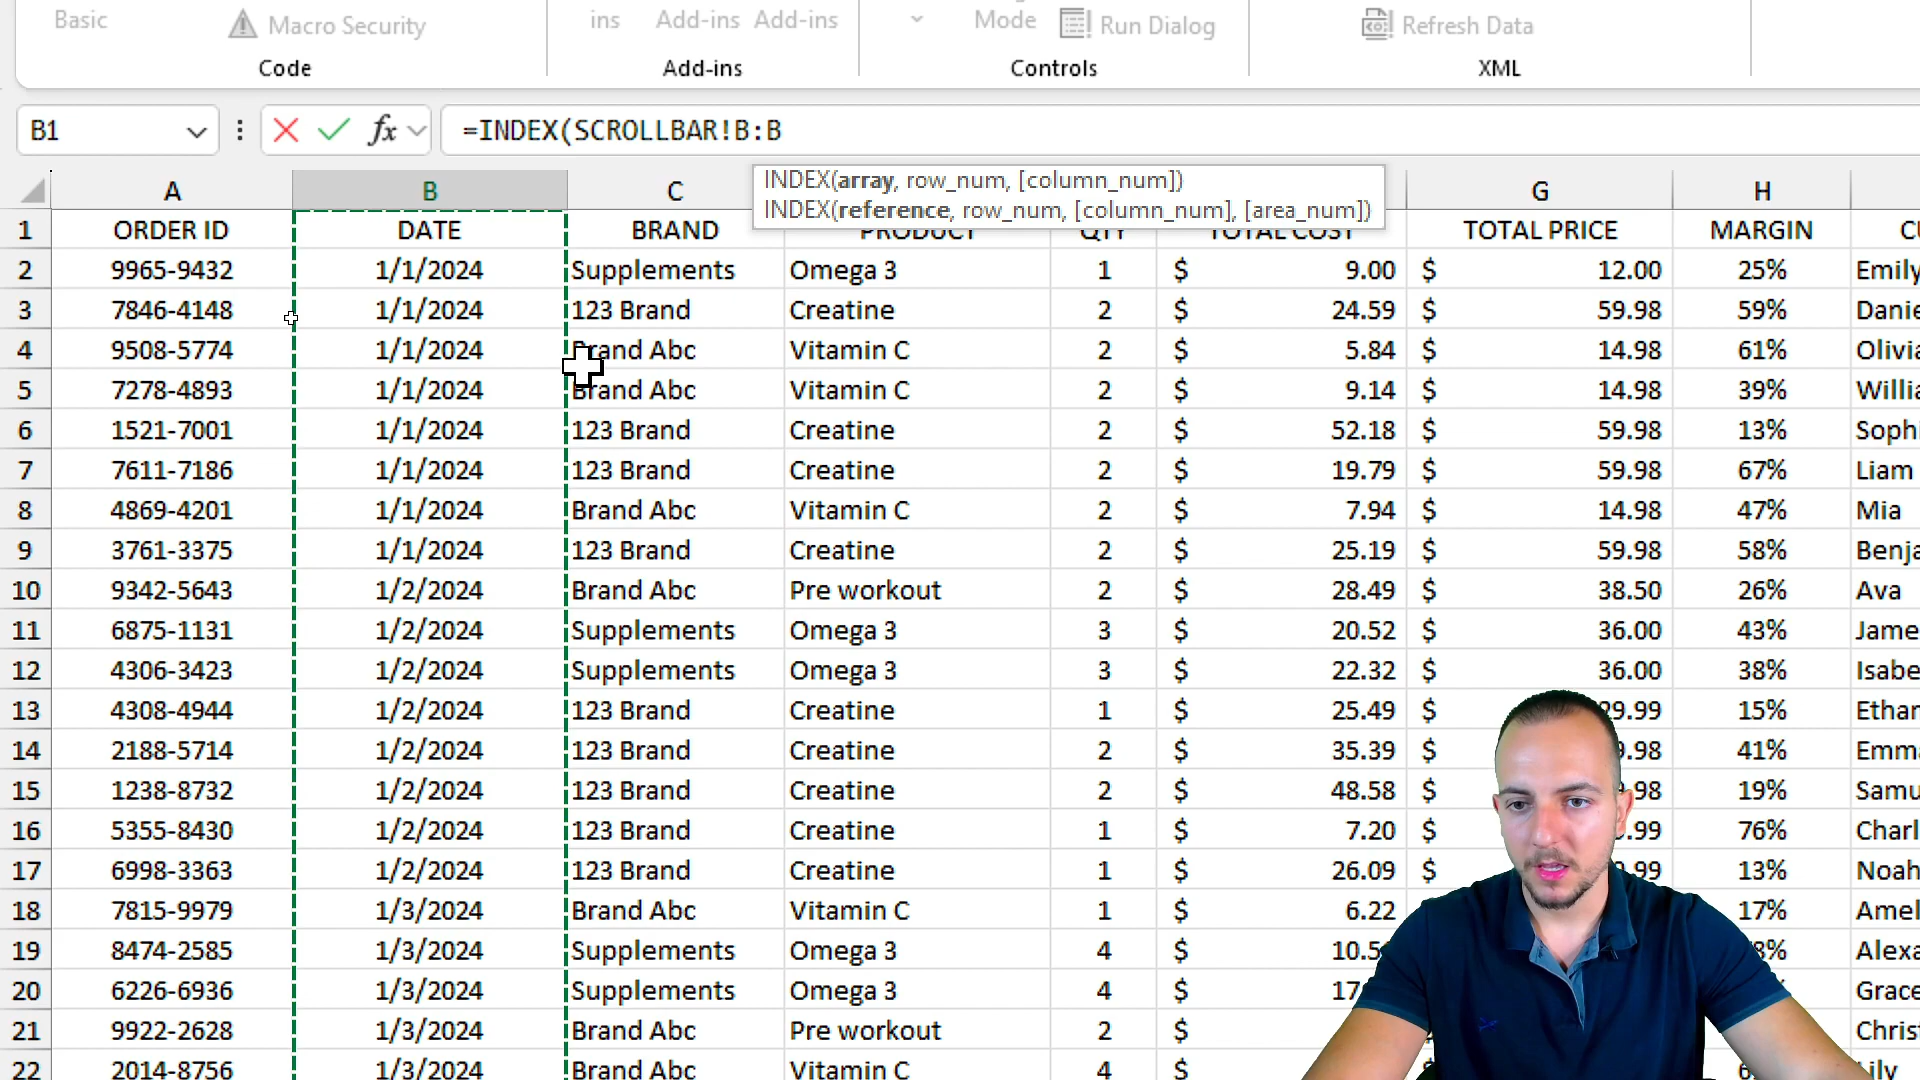 Basic ins Add-ins Add-ins Mode
Macro Security Run Dialog Refresh Data
Code Add-ins Controls XML
B1 fx =INDEX(SCROLLBAR!B:B
INDEX(array, row_num, [column_num])
INDEX(reference, row_num, [column_num], [area_num])
A B C G H
1 ORDER ID DATE BRAND PRODUCT QTY TOTAL COST TOTAL PRICE MARGIN
2 9965-9432 1/1/2024 Supplements Omega 3 1 $ 9.00 $ 12.00 25% Emily
3 7846-4148 1/1/2024 123 Brand Creatine 2 $ 24.59 $ 59.98 59% Danie
4 9508-5774 1/1/2024 Brand Abc Vitamin C 2 $ 5.84 $ 14.98 61% Olivia
5 7278-4893 1/1/2024 Brand Abc Vitamin C 2 $ 9.14 $ 14.98 39% Willia
6 1521-7001 1/1/2024 123 Brand Creatine 2 $ 52.18 $ 59.98 13% Soph
7 7611-7186 1/1/2024 123 Brand Creatine 2 $ 19.79 $ 59.98 67% Liam
8 4869-4201 1/1/2024 Brand Abc Vitamin C 2 $ 7.94 $ 14.98 47% Mia
9 3761-3375 1/1/2024 123 Brand Creatine 2 $ 25.19 $ 59.98 58% Benja
10 9342-5643 1/2/2024 Brand Abc Pre workout 2 $ 28.49 $ 38.50 26% Ava
11 6875-1131 1/2/2024 Supplements Omega 3 3 $ 20.52 $ 36.00 43% Jame
12 4306-3423 1/2/2024 Supplements Omega 3 3 $ 22.32 $ 36.00 38% Isabe
13 4308-4944 1/2/2024 123 Brand Creatine 1 $ 25.49 $ 29.99 15% Ethan
14 2188-5714 1/2/2024 123 Brand Creatine 2 $ 35.39 $ 9.98 41% Emma
15 1238-8732 1/2/2024 123 Brand Creatine 2 $ 48.58 $ .98 19% Samu
16 5355-8430 1/2/2024 123 Brand Creatine 1 $ 7.20 $ .99 76% Charl
17 6998-3363 1/2/2024 123 Brand Creatine 1 $ 26.09 $ 9.99 13% Noah
18 7815-9979 1/3/2024 Brand Abc Vitamin C 1 $ 6.22 17% Amel
19 8474-2585 1/3/2024 Supplements Omega 3 4 $ 10.5 8% Alexa
20 6226-6936 1/3/2024 Supplements Omega 3 4 $ 17 Grace
21 9922-2628 1/3/2024 Brand Abc Pre workout 2 $ Christ
22 2014-8756 1/3/2024 Brand Abc Vitamin C 4 $ Lily